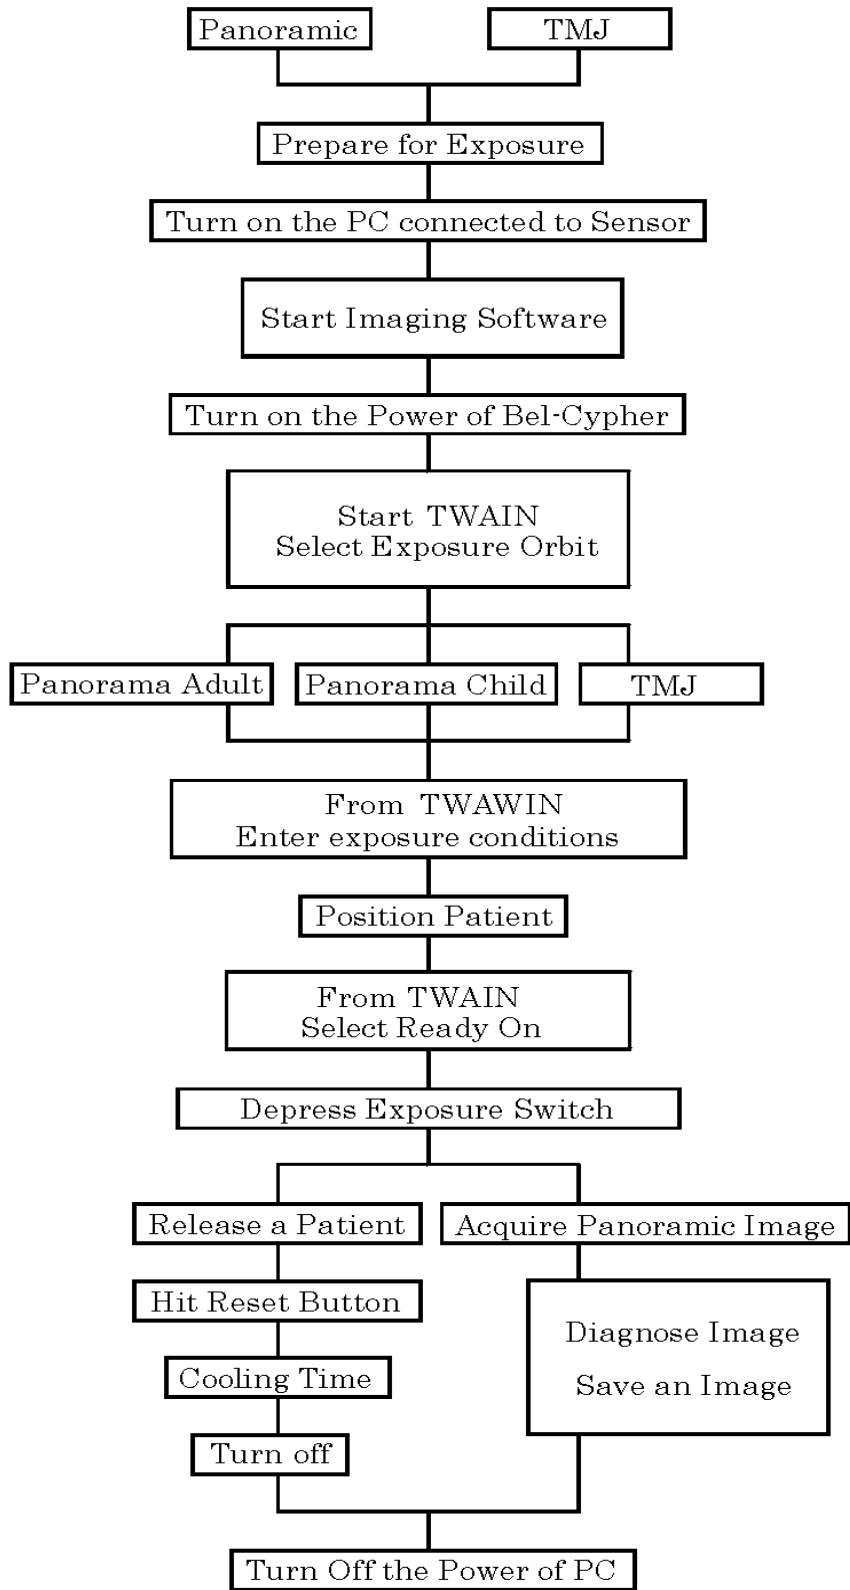 Panoramic
TMJ
Prepare for Exposure
Turn on the PC connected to Sensor
Start Imaging Software
Turn on the Power of Bel-Cypher
Start TWAIN
Select Exposure Orbit
Panorama Adult
Panorama Child
TMJ
From TWAWIN
Enter exposure conditions
Position Patient
From TWAIN
Select Ready On
Depress Exposure Switch
Release a Patient
Acquire Panoramic Image
Hit Reset Button
Diagnose Image
Cooling Time
Save an Image
Turn off
Turn Off the Power of PC